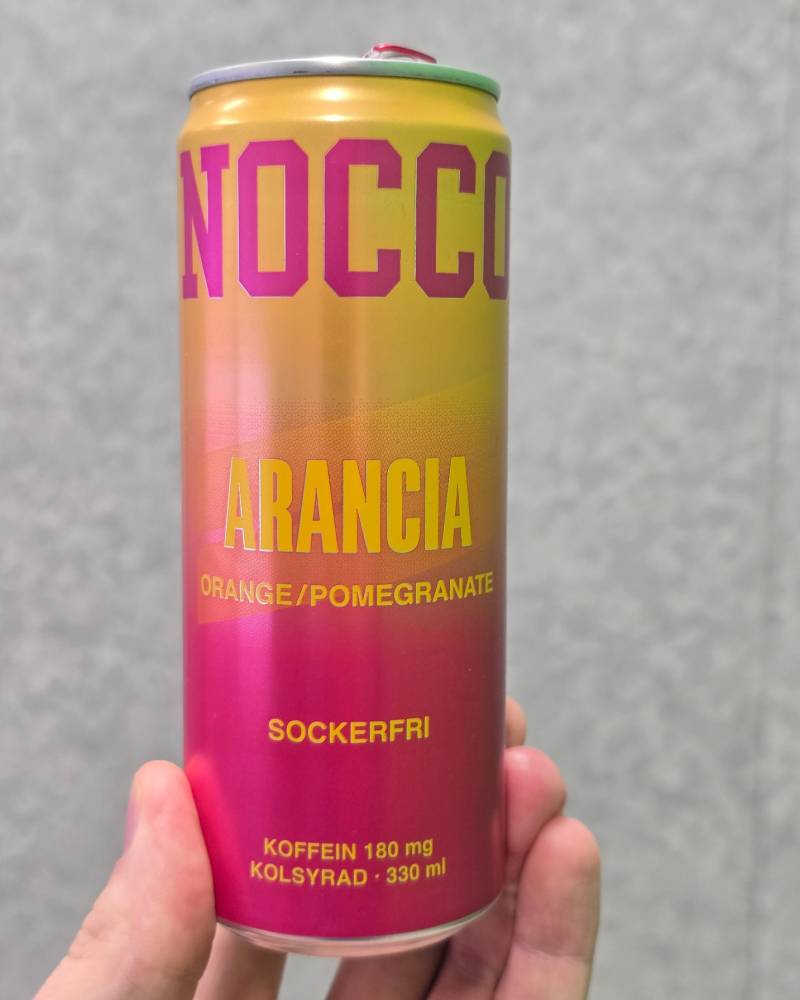 NOCCO
ARANCIA
ORANGE/POMEGRANATE
SOCKERFRI
KOFFEIN 180 mg
KOLSYRAD · 330 ml